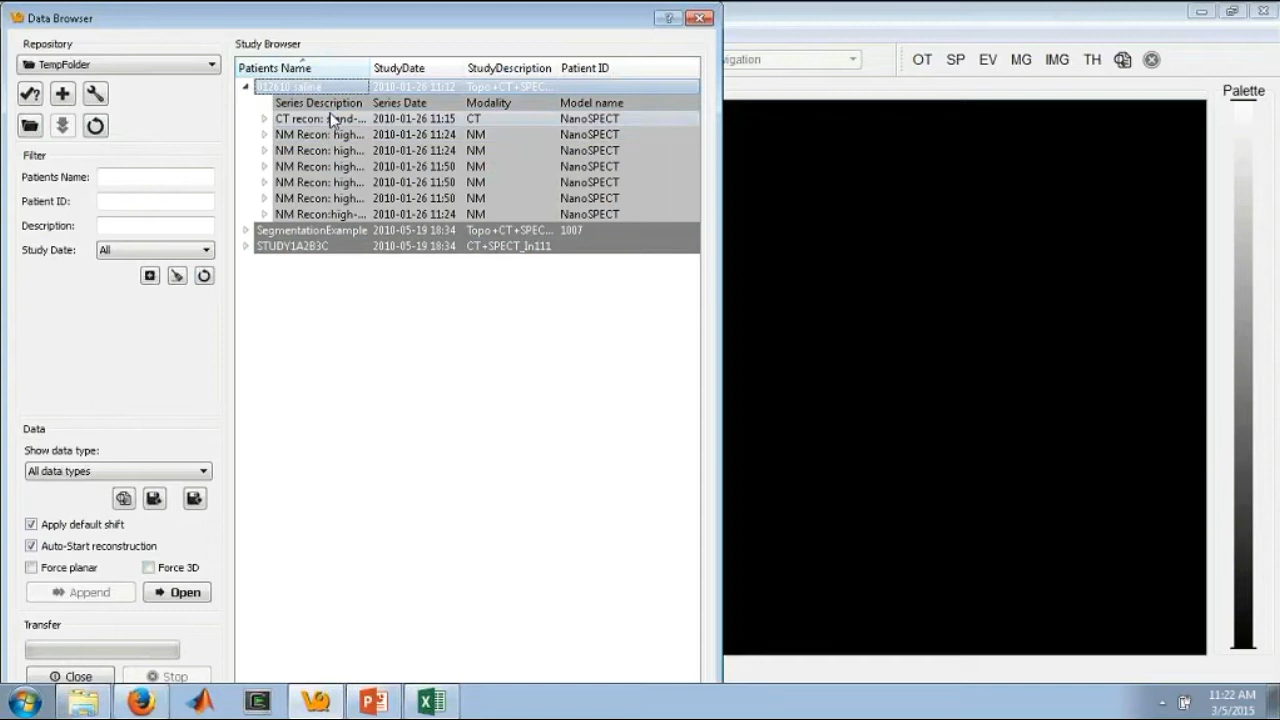 Data Browser
?
Repository
TempFolder
Filter
Patients Name:
Patient ID:
Description:
Study Date:
All
Data
Show data type:
All data types
Apply default shift
Auto-Start reconstruction
Force planar
Force 3D
Append
Open
Transfer
Close
Stop
Study Browser
Patients Name StudyDate StudyDescription Patient ID
012610 saline 2010-01-26 11:12 Topo+CT+SPEC...
Series Description Series Date Modality Model name
CT recon: 2010-01-26 11:15 CT NanoSPECT
NM Recon: high... 2010-01-26 11:24 NM NanoSPECT
NM Recon: high... 2010-01-26 11:24 NM NanoSPECT
NM Recon: high... 2010-01-26 11:50 NM NanoSPECT
NM Recon: high... 2010-01-26 11:50 NM NanoSPECT
NM Recon: high... 2010-01-26 11:50 NM NanoSPECT
NM Recon:high-... 2010-01-26 11:24 NM NanoSPECT
SegmentationExample 2010-05-19 18:34 Topo+CT+SPEC... 1007
STUDY1A2B3C 2010-05-19 18:34 CT+SPECT_In111
igation
OT SP EV MG IMG TH
Palette
11:22 AM
3/5/2015